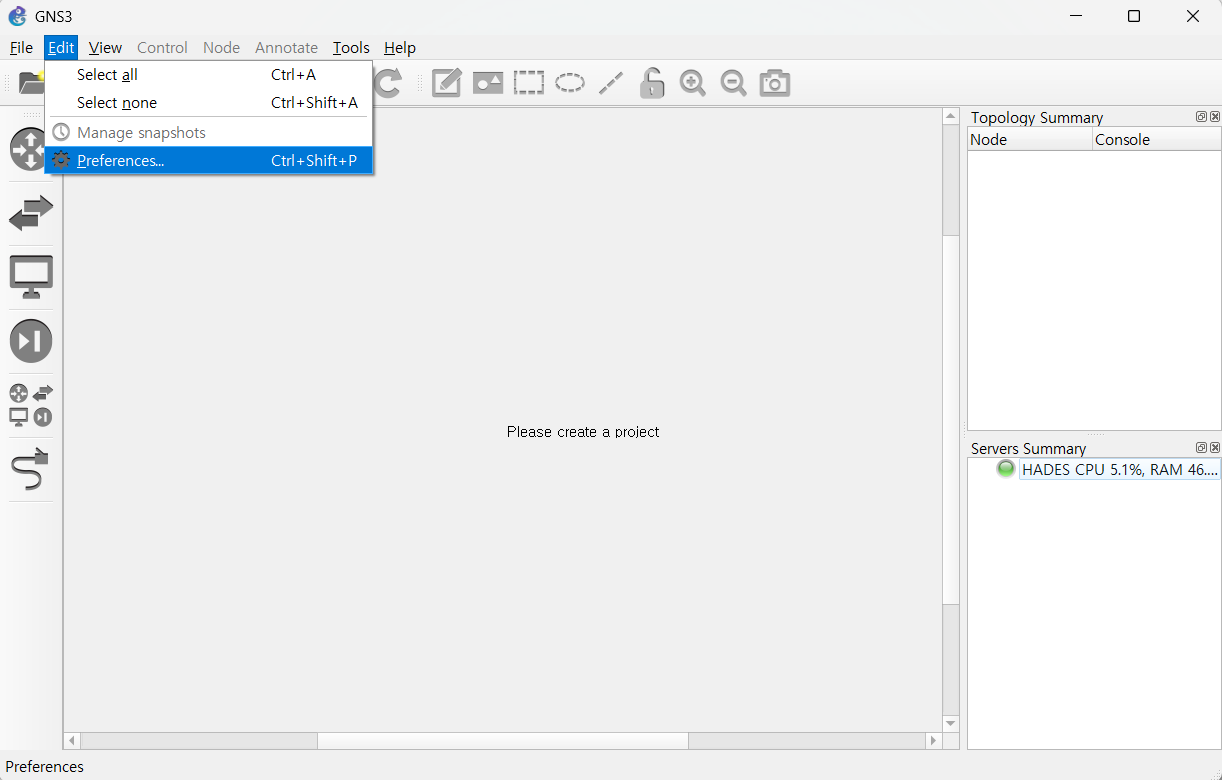 GNS3
File Edit View Control Node Annotate Tools Help
Select all Ctrl+A
Select none Ctrl+Shift+A
Manage snapshots
Preferences... Ctrl+Shift+P
Please create a project
Topology Summary
Node Console
Servers Summary
HADES CPU 5.1%, RAM 46....
Preferences